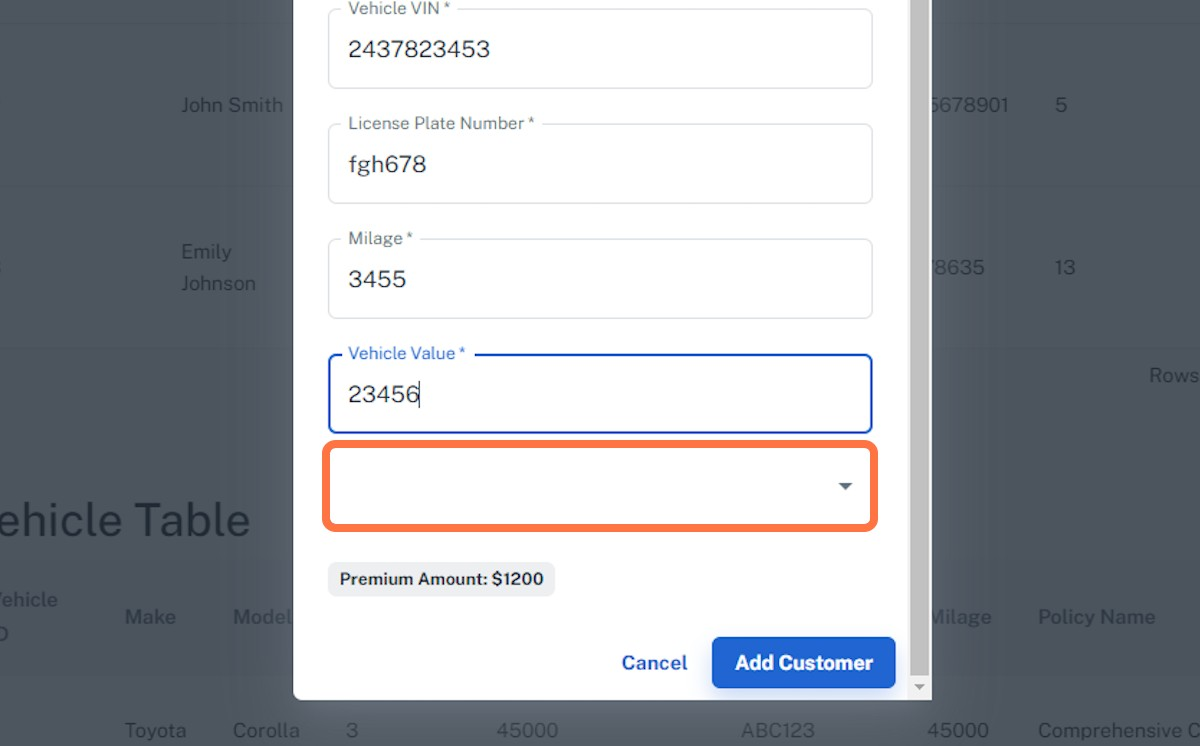 Vehicle VIN *
2437823453
John Smith
5678901
5
License Plate Number *
fgh678
Milage *
3455
Emily
Johnson
78635
13
Vehicle Value *
23456
Rows
ehicle Table
Premium Amount: $1200
ehicle
Make
Model
Milage
Policy Name
Cancel
Add Customer
Toyota
Corolla
3
45000
ABC123
45000
Comprehensive C